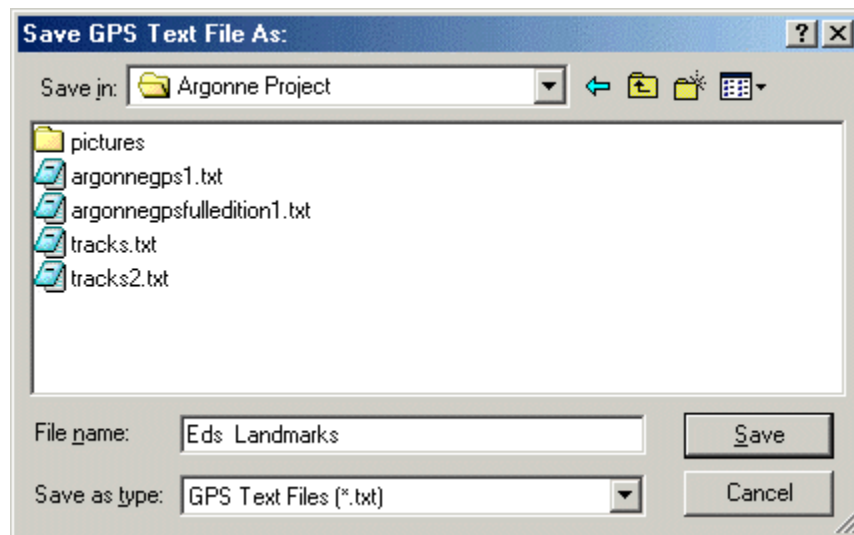 Save GPS Text File As:
Save in: Argonne Project
pictures
argonnegps1.txt
argonnegpsfulledition1.txt
tracks.txt
tracks2.txt
File name: Eds Landmarks Save
Save as type: GPS Text Files (*.txt) Cancel